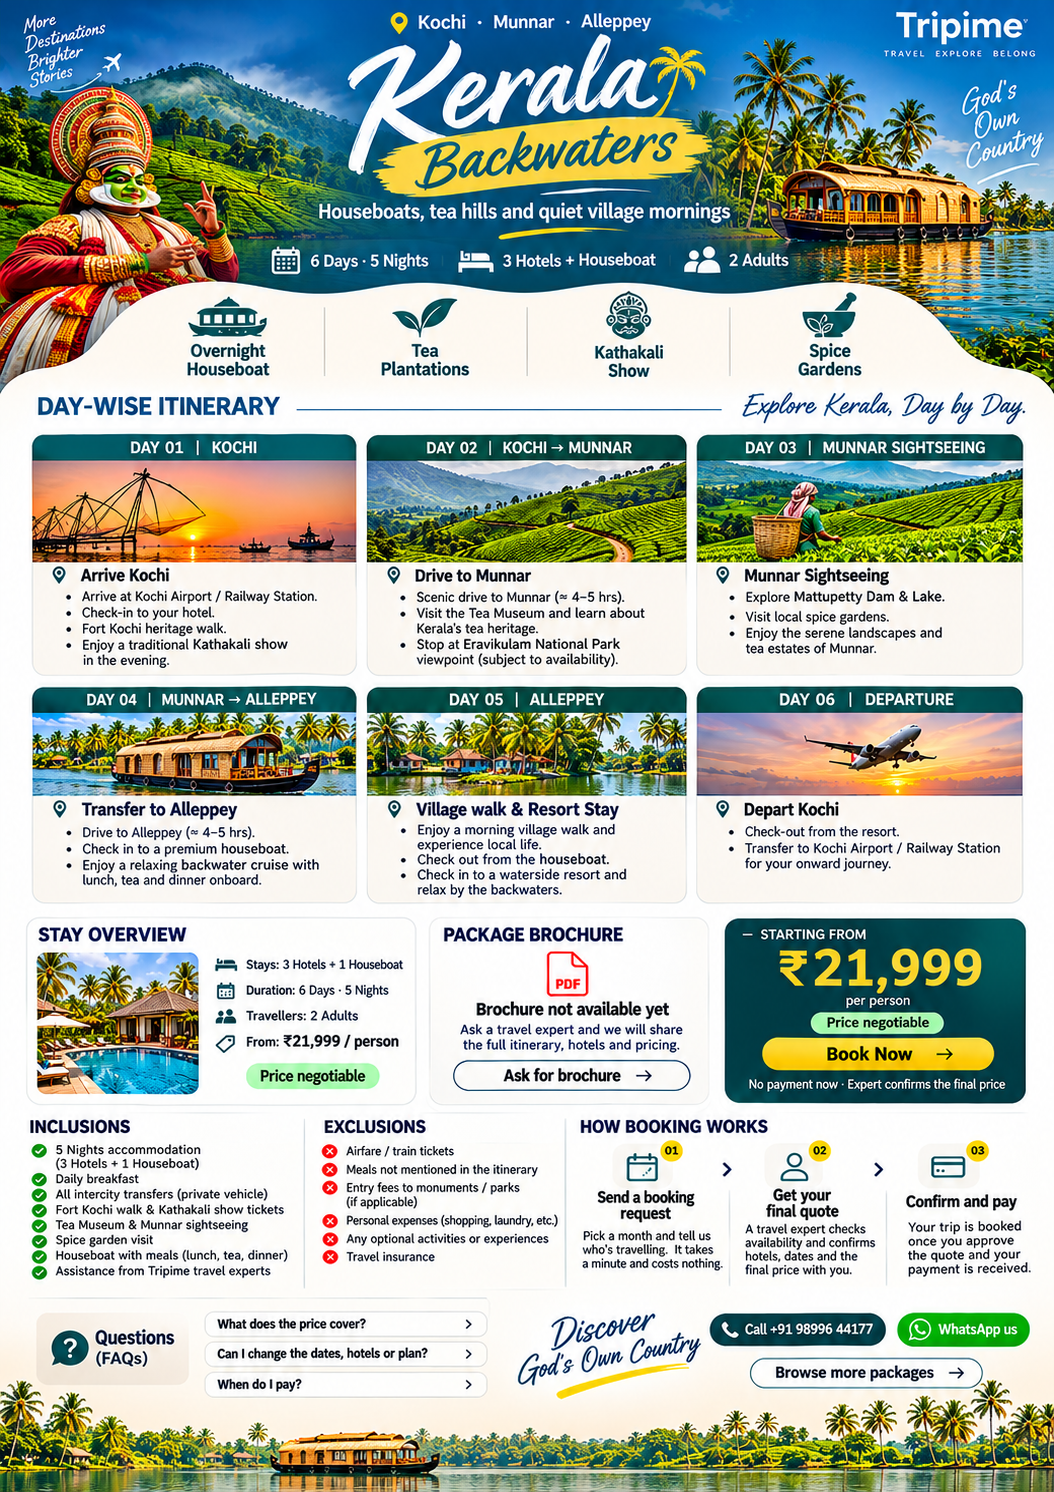 More
Destinations
Brighter
Stories
Kochi · Munnar · Alleppey
Tripime
TRAVEL EXPLORE BELONG
Kerala
Backwaters
God's
Own
Country
Houseboats, tea hills and quiet village mornings
6 Days · 5 Nights
3 Hotels + Houseboat
2 Adults
Overnight
Houseboat
Tea
Plantations
Kathakali
Show
Spice
Gardens
DAY-WISE ITINERARY
Explore Kerala, Day by Day.
DAY 01 | KOCHI
Arrive Kochi
• Arrive at Kochi Airport / Railway Station.
• Check-in to your hotel.
• Fort Kochi heritage walk.
• Enjoy a traditional Kathakali show
in the evening.
DAY 02 | KOCHI → MUNNAR
Drive to Munnar
• Scenic drive to Munnar (≈ 4–5 hrs).
• Visit the Tea Museum and learn about
Kerala's tea heritage.
• Stop at Eravikulam National Park
viewpoint (subject to availability).
DAY 03 | MUNNAR SIGHTSEEING
Munnar Sightseeing
• Explore Mattupetty Dam & Lake.
• Visit local spice gardens.
• Enjoy the serene landscapes and
tea estates of Munnar.
DAY 04 | MUNNAR → ALLEPPEY
Transfer to Alleppey
• Drive to Alleppey (≈ 4–5 hrs).
• Check in to a premium houseboat.
• Enjoy a relaxing backwater cruise with
lunch, tea and dinner onboard.
DAY 05 | ALLEPPEY
Village walk & Resort Stay
• Enjoy a morning village walk and
experience local life.
• Check out from the houseboat.
• Check in to a waterside resort and
relax by the backwaters.
DAY 06 | DEPARTURE
Depart Kochi
• Check-out from the resort.
• Transfer to Kochi Airport / Railway Station
for your onward journey.
STAY OVERVIEW
Stays: 3 Hotels + 1 Houseboat
Duration: 6 Days · 5 Nights
Travellers: 2 Adults
From: ₹21,999 / person
Price negotiable
PACKAGE BROCHURE
PDF
Brochure not available yet
Ask a travel expert and we will share
the full itinerary, hotels and pricing.
Ask for brochure →
— STARTING FROM
₹21,999
per person
Price negotiable
Book Now →
No payment now · Expert confirms the final price
INCLUSIONS
5 Nights accommodation
(3 Hotels + 1 Houseboat)
Daily breakfast
All intercity transfers (private vehicle)
Fort Kochi walk & Kathakali show tickets
Tea Museum & Munnar sightseeing
Spice garden visit
Houseboat with meals (lunch, tea, dinner)
Assistance from Tripime travel experts
EXCLUSIONS
Airfare / train tickets
Meals not mentioned in the itinerary
Entry fees to monuments / parks
(if applicable)
Personal expenses (shopping, laundry, etc.)
Any optional activities or experiences
Travel insurance
HOW BOOKING WORKS
01
Send a booking
request
Pick a month and tell us
who's travelling. It takes
a minute and costs nothing.
02
Get your
final quote
A travel expert checks
availability and confirms
hotels, dates and the
final price with you.
03
Confirm and pay
Your trip is booked
once you approve
the quote and your
payment is received.
?
Questions
(FAQs)
What does the price cover?
Can I change the dates, hotels or plan?
When do I pay?
Discover
God's Own Country
Call +91 98996 44177
WhatsApp us
Browse more packages →